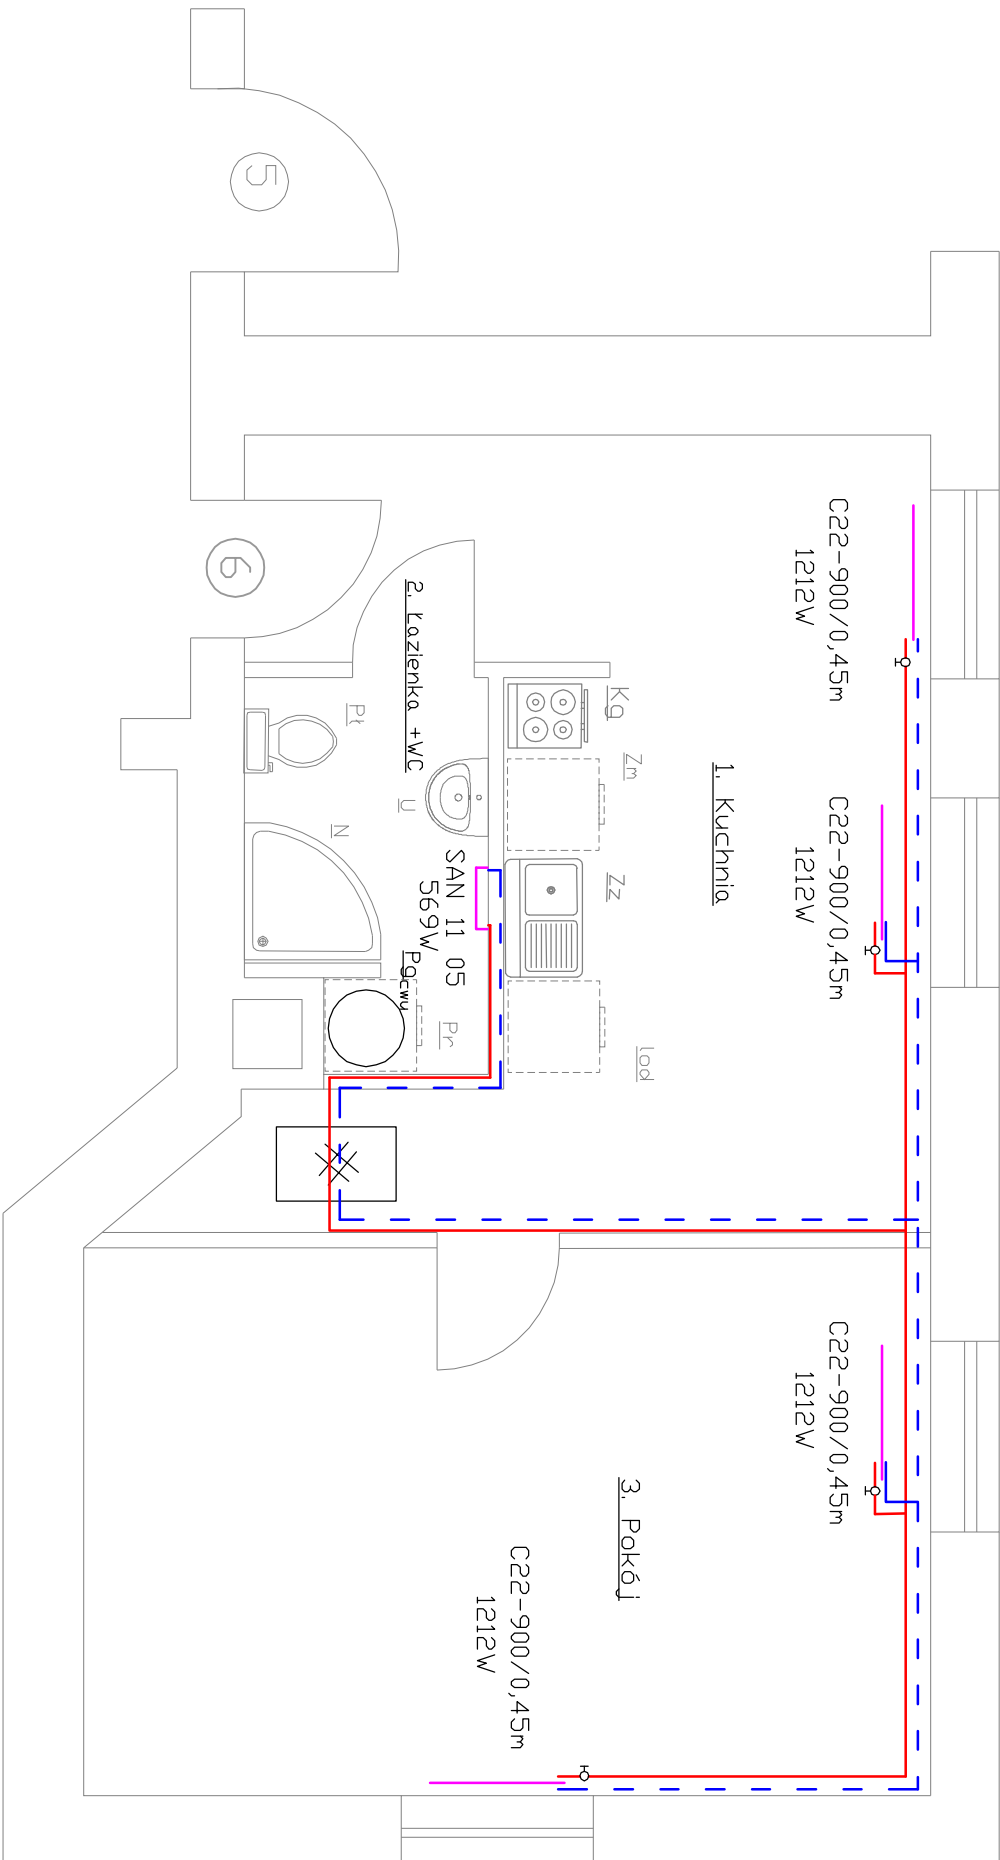 5
6
C22-900/0,45m
1212W
C22-900/0,45m
1212W
C22-900/0,45m
1212W
1. Kuchnia
Kg
Zm
Zz
lod
2. Łazienka +WC
Pt
U
N
SAN 11 05
569W
Pgcwu
Pr
3. Pokój
C22-900/0,45m
1212W